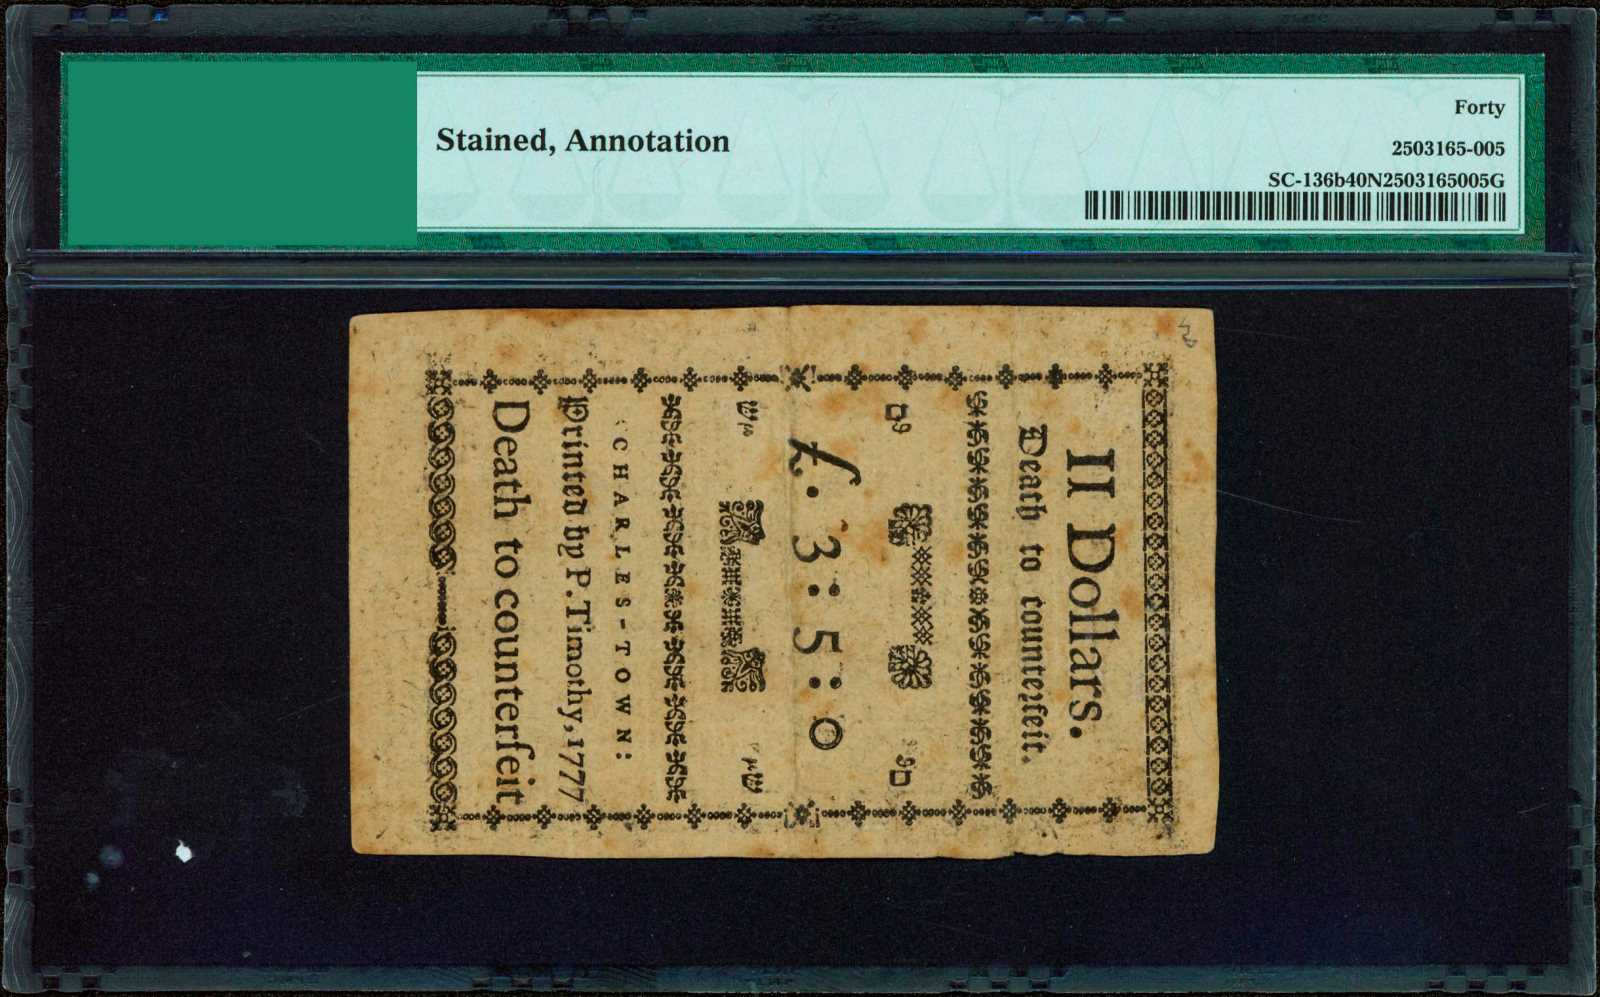 Stained, Annotation
Forty
2503165-005
SC-136b40N2503165005G
II Dollars.
Death to counterfeit.
£. 3 : 5 : 0
CHARLES-TOWN:
Printed by P. Timothy, 1777
Death to counterfeit